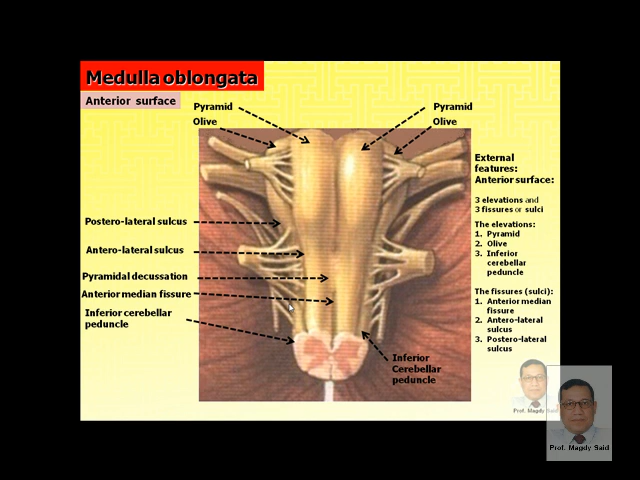 Medulla oblongata
Anterior surface
Pyramid
Olive
Pyramid
Olive
Postero-lateral sulcus
Antero-lateral sulcus
Pyramidal decussation
Anterior median fissure
Inferior cerebellar
peduncle
Inferior
Cerebellar
peduncle
External
features:
Anterior surface:
3 elevations and
3 fissures or sulci
The elevations:
1. Pyramid
2. Olive
3. Inferior
cerebellar
peduncle
The fissures (sulci):
1. Anterior median
fissure
2. Antero-lateral
sulcus
3. Postero-lateral
sulcus
Prof. Magdy Said
Prof. Magdy Said